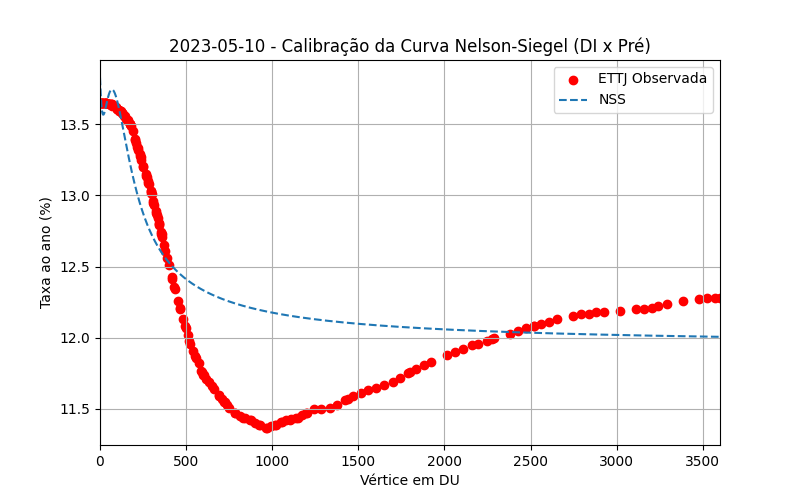 2023-05-10 - Calibração da Curva Nelson-Siegel (DI x Pré)
ETTJ Observada
NSS
Taxa ao ano (%)
13.5
13.0
12.5
12.0
11.5
0 500 1000 1500 2000 2500 3000 3500
Vértice em DU